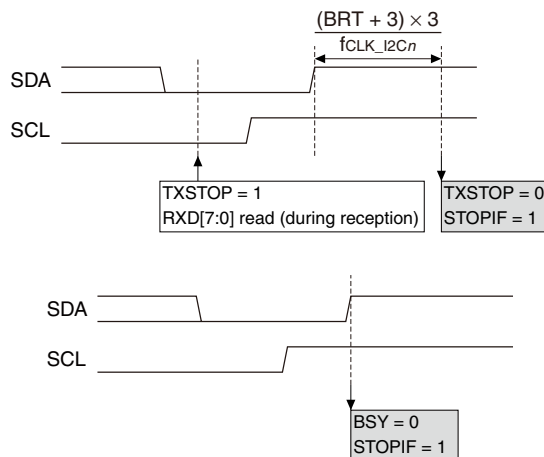 (BRT + 3) × 3
fCLK_I2Cn
SDA
SCL
TXSTOP = 1
RXD[7:0] read (during reception)
TXSTOP = 0
STOPIF = 1
SDA
SCL
BSY = 0
STOPIF = 1